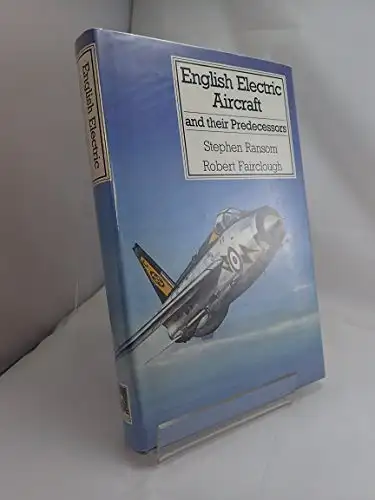 English Electric
Aircraft
and their Predecessors
Stephen Ransom
Robert Fairclough
English Electric